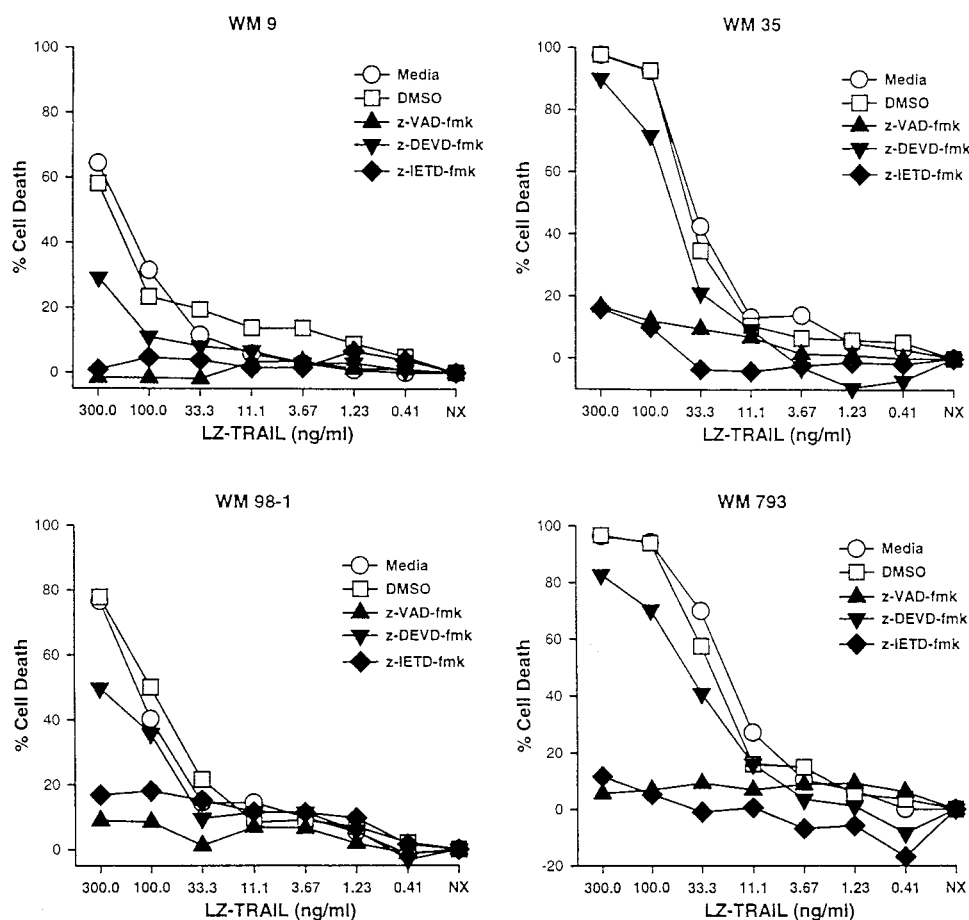 WM 9
100
80
60
40
20
0
% Cell Death
Media
DMSO
z-VAD-fmk
z-DEVD-fmk
z-IETD-fmk
300.0 100.0 33.3 11.1 3.67 1.23 0.41 NX
LZ-TRAIL (ng/ml)
WM 35
100
80
60
40
20
0
% Cell Death
Media
DMSO
z-VAD-fmk
z-DEVD-fmk
z-IETD-fmk
300.0 100.0 33.3 11.1 3.67 1.23 0.41 NX
LZ-TRAIL (ng/ml)
WM 98-1
100
80
60
40
20
0
% Cell Death
Media
DMSO
z-VAD-fmk
z-DEVD-fmk
z-IETD-fmk
300.0 100.0 33.3 11.1 3.67 1.23 0.41 NX
LZ-TRAIL (ng/ml)
WM 793
100
80
60
40
20
0
-20
% Cell Death
Media
DMSO
z-VAD-fmk
z-DEVD-fmk
z-IETD-fmk
300.0 100.0 33.3 11.1 3.67 1.23 0.41 NX
LZ-TRAIL (ng/ml)